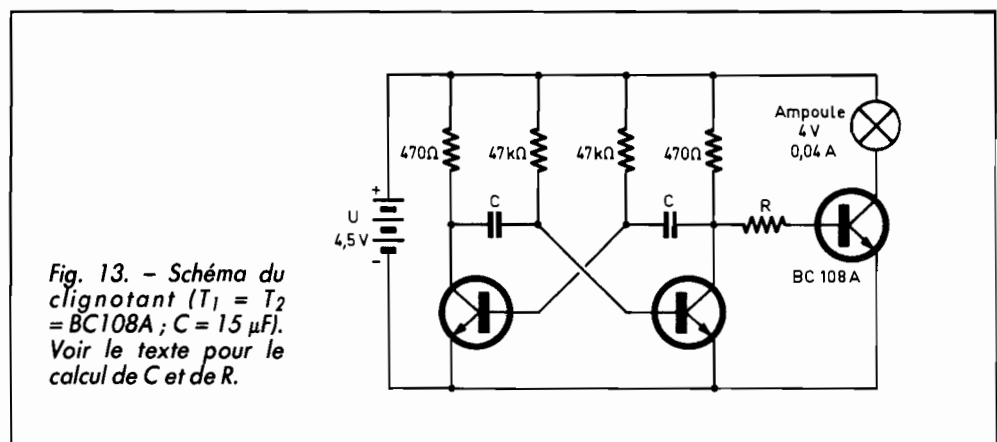 470Ω
47kΩ
47kΩ
470Ω
Ampoule
4 V
0,04 A
C
C
R
+
U
4,5 V
-
BC 108A
Fig. 13. – Schéma du
clignotant (T1 = T2
= BC108A ; C = 15 µF).
Voir le texte pour le
calcul de C et de R.